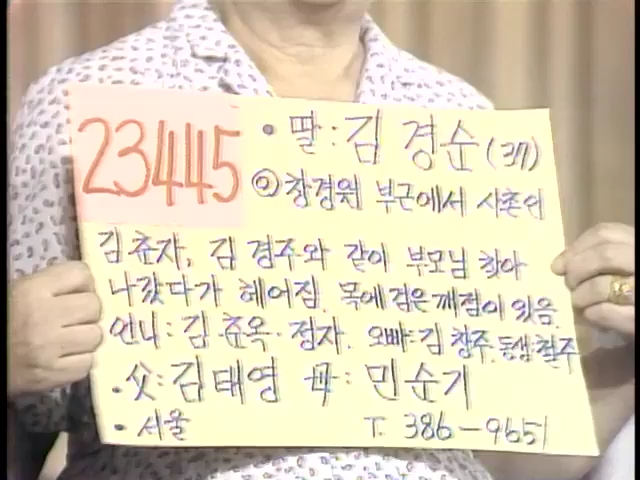 23445 • 딸: 김 경순 (37)
◎ 창경원 부근에서 사촌인
김춘자, 김 경주와 같이 부모님 찾아
나갔다가 헤어짐. 목에 검은 깨점이 있음.
언니: 김 춘옥·정자. 오빠: 김 창주. 동생: 철주
• 父: 김태영 母: 민순기
• 서울 T. 386-9651